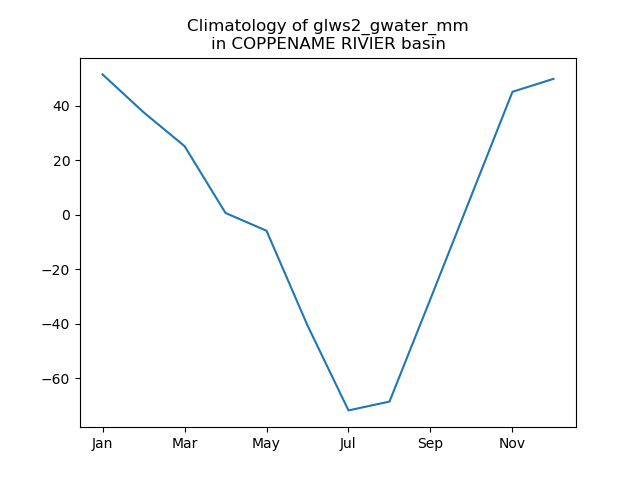 Climatology of glws2_gwater_mm
in COPPENAME RIVIER basin
40
20
0
−20
−40
−60
Jan Mar May Jul Sep Nov